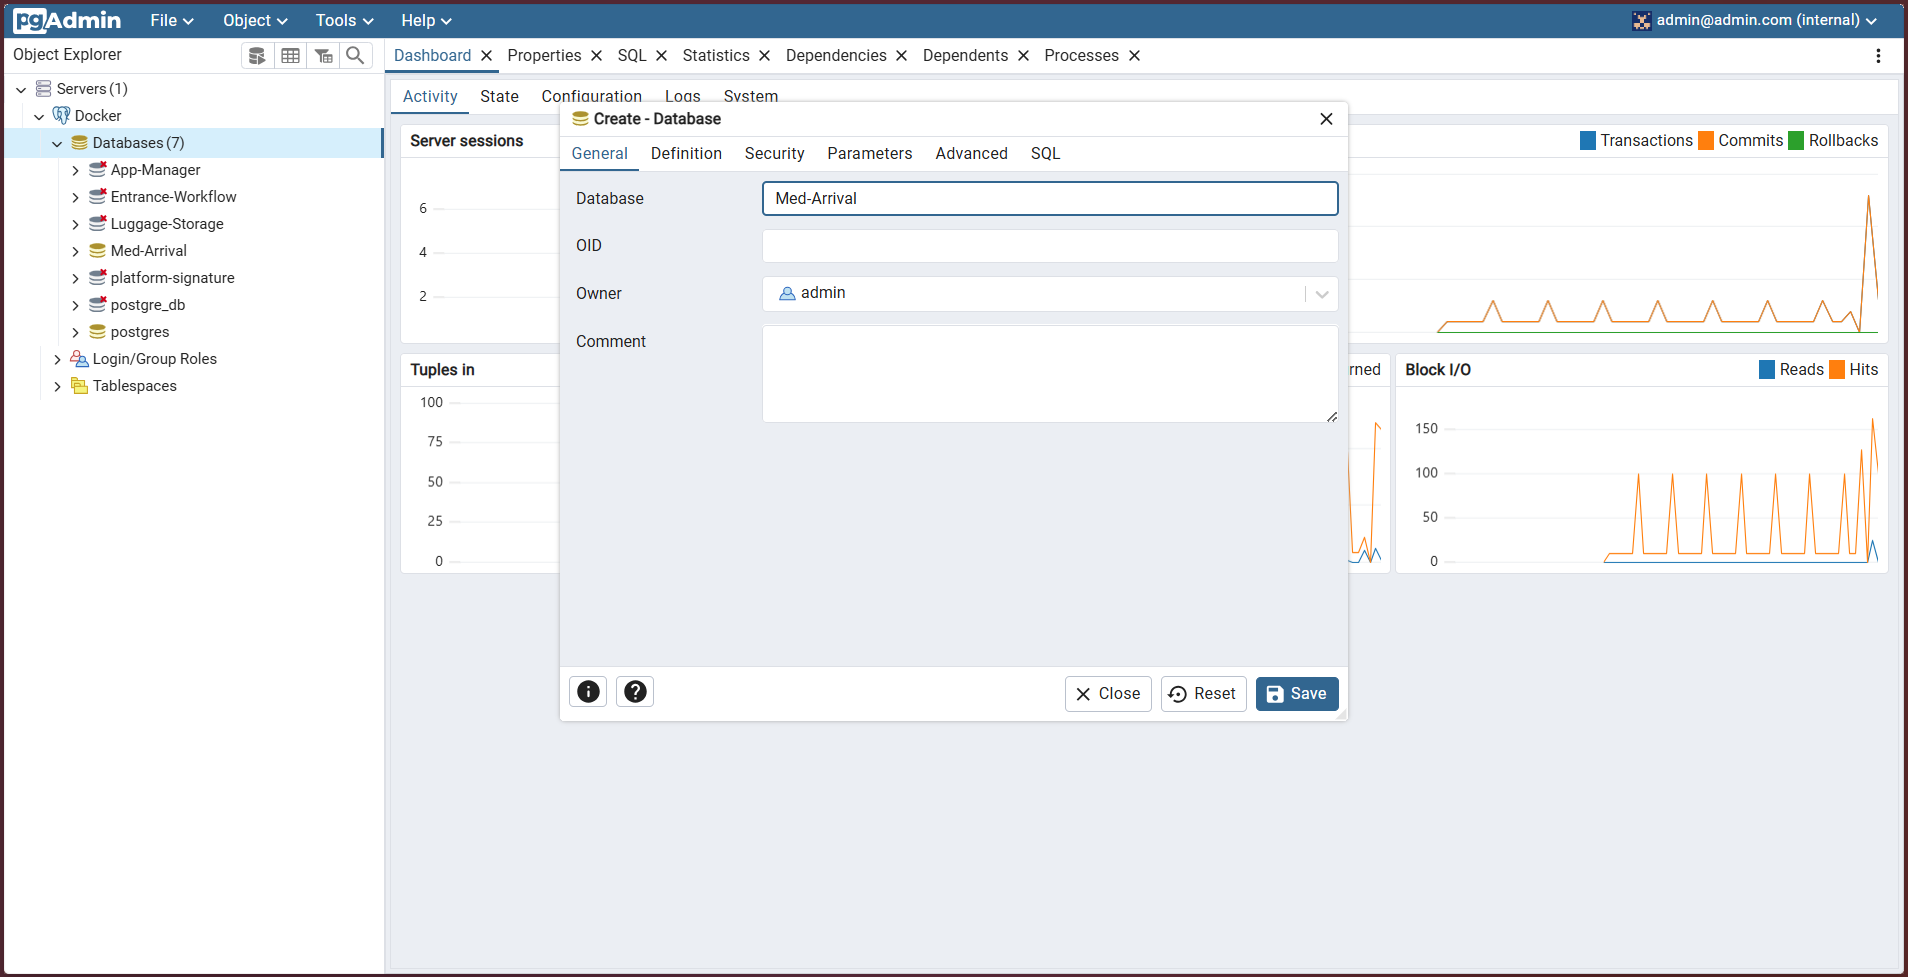 pgAdmin File Object Tools Help admin@admin.com (internal)
Object Explorer
Dashboard Properties SQL Statistics Dependencies Dependents Processes
Servers (1)
Docker
Databases (7)
App-Manager
Entrance-Workflow
Luggage-Storage
Med-Arrival
platform-signature
postgre_db
postgres
Login/Group Roles
Tablespaces
Activity State Configuration Logs System
Server sessions
6
4
2
Transactions Commits Rollbacks
Tuples in
100
75
50
25
0
Block I/O Reads Hits
150
100
50
0
Create - Database
General Definition Security Parameters Advanced SQL
Database Med-Arrival
OID
Owner admin
Comment
Close Reset Save